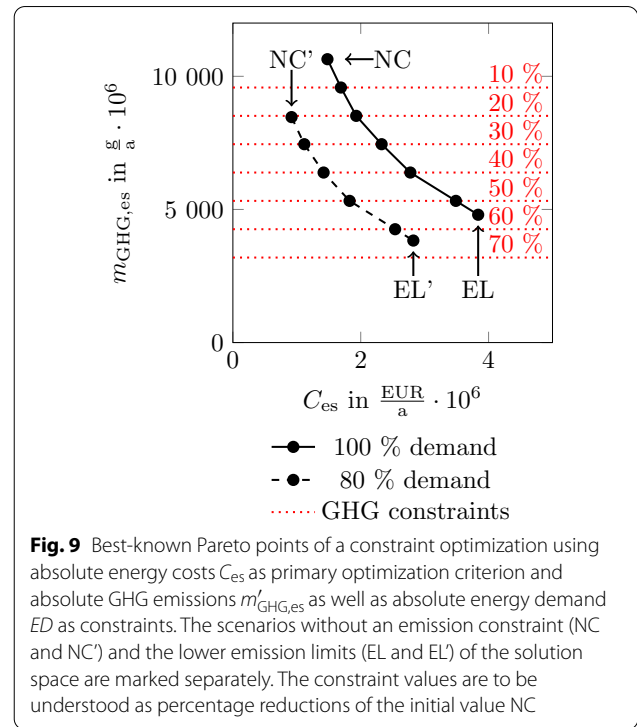 NC'
NC
10 %
20 %
30 %
40 %
50 %
60 %
70 %
EL'
EL
10 000
5 000
0
0
2
4
m_GHG,es in g/a · 10^6
C_es in EUR/a · 10^6
100 % demand
80 % demand
GHG constraints
Fig. 9 Best-known Pareto points of a constraint optimization using
absolute energy costs C_es as primary optimization criterion and
absolute GHG emissions m′_GHG,es as well as absolute energy demand
ED as constraints. The scenarios without an emission constraint (NC
and NC’) and the lower emission limits (EL and EL’) of the solution
space are marked separately. The constraint values are to be
understood as percentage reductions of the initial value NC